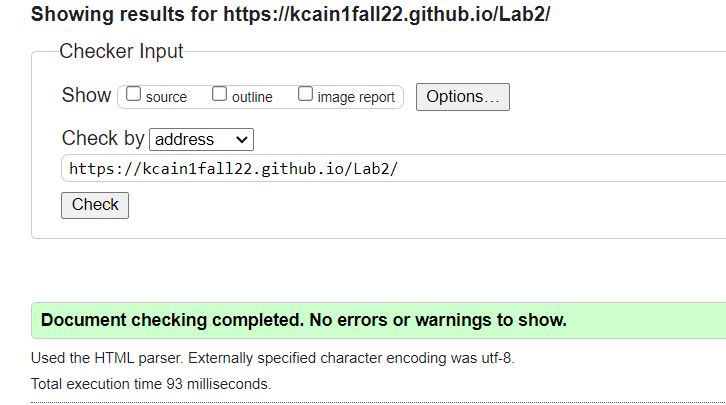 Showing results for https://kcain1fall22.github.io/Lab2/
Checker Input
Show source outline image report Options...
Check by address
https://kcain1fall22.github.io/Lab2/
Check
Document checking completed. No errors or warnings to show.
Used the HTML parser. Externally specified character encoding was utf-8.
Total execution time 93 milliseconds.